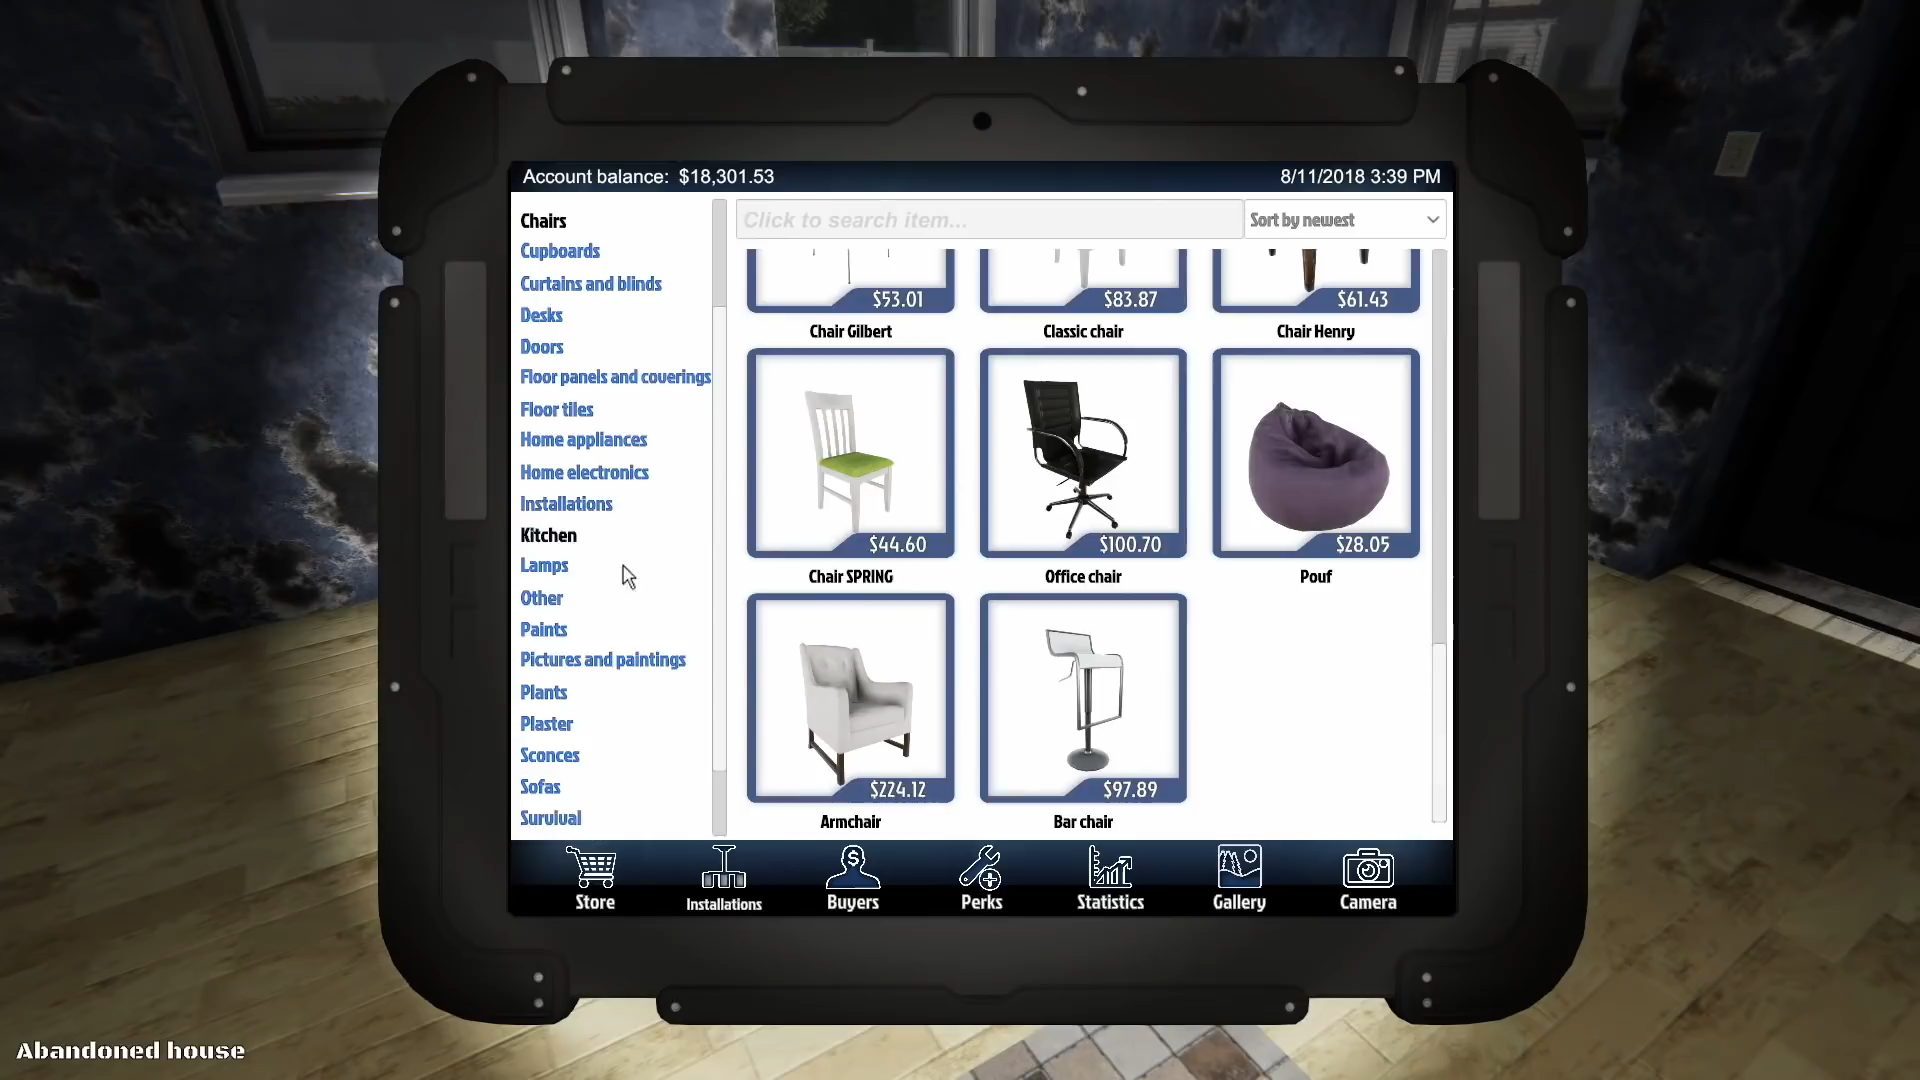 Account balance: $18,301.53
8/11/2018 3:39 PM
Chairs
Cupboards
Curtains and blinds
Desks
Doors
Floor panels and coverings
Floor tiles
Home appliances
Home electronics
Installations
Kitchen
Lamps
Other
Paints
Pictures and paintings
Plants
Plaster
Sconces
Sofas
Survival
Click to search item...
Sort by newest
$53.01
$83.87
$61.43
Chair Gilbert
Classic chair
Chair Henry
$44.60
$100.70
$28.05
Chair SPRING
Office chair
Pouf
$224.12
$97.89
Armchair
Bar chair
Store
Installations
Buyers
Perks
Statistics
Gallery
Camera
Abandoned house